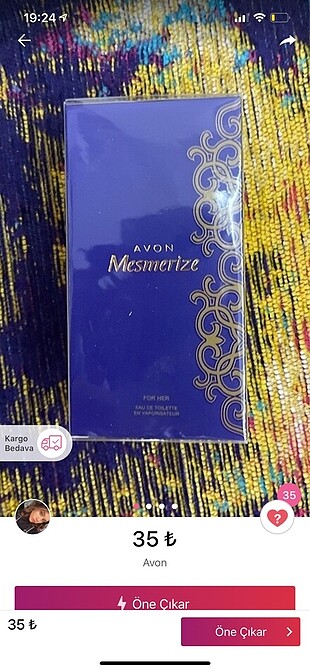 19:24
AVON
Mesmerize
FOR HER
EAU DE TOILETTE
EN VAPORISATEUR
Kargo
Bedava
35
?
35 ₺
Avon
Öne Çıkar
35 ₺
Öne Çıkar